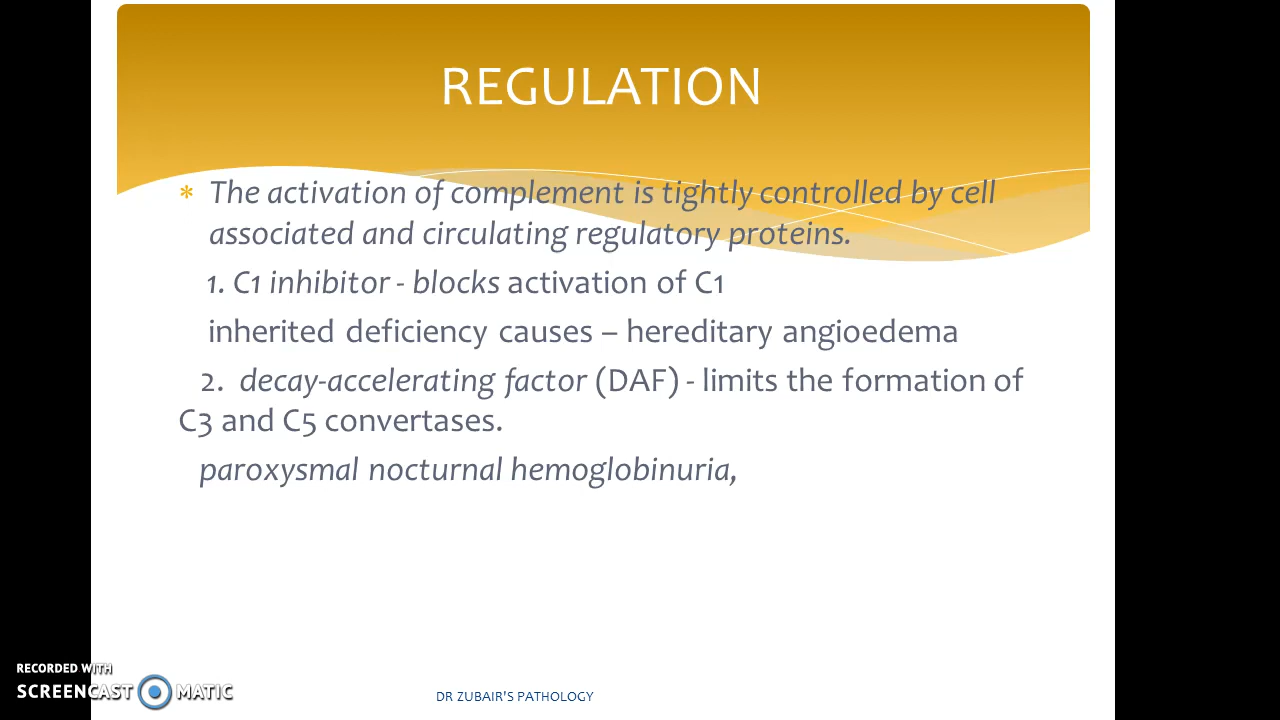 REGULATION
* The activation of complement is tightly controlled by cell
associated and circulating regulatory proteins.
1. C1 inhibitor - blocks activation of C1
inherited deficiency causes – hereditary angioedema
2. decay-accelerating factor (DAF) - limits the formation of
C3 and C5 convertases.
paroxysmal nocturnal hemoglobinuria,
RECORDED WITH
SCREENCAST MATIC
DR ZUBAIR'S PATHOLOGY